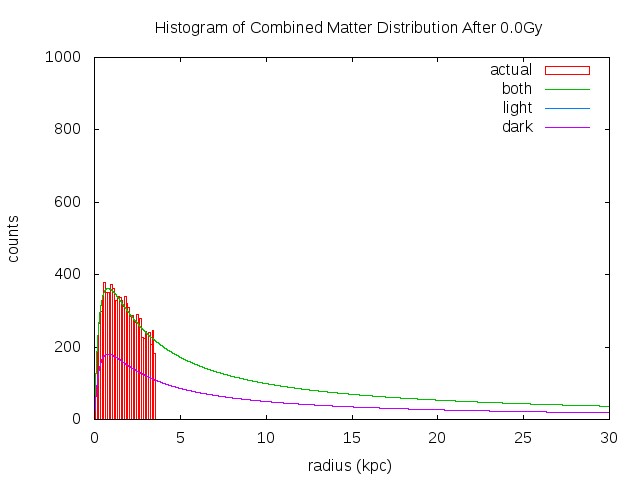 Histogram of Combined Matter Distribution After 0.0Gy
1000
800
600
400
200
0
counts
actual
both
light
dark
0 5 10 15 20 25 30
radius (kpc)